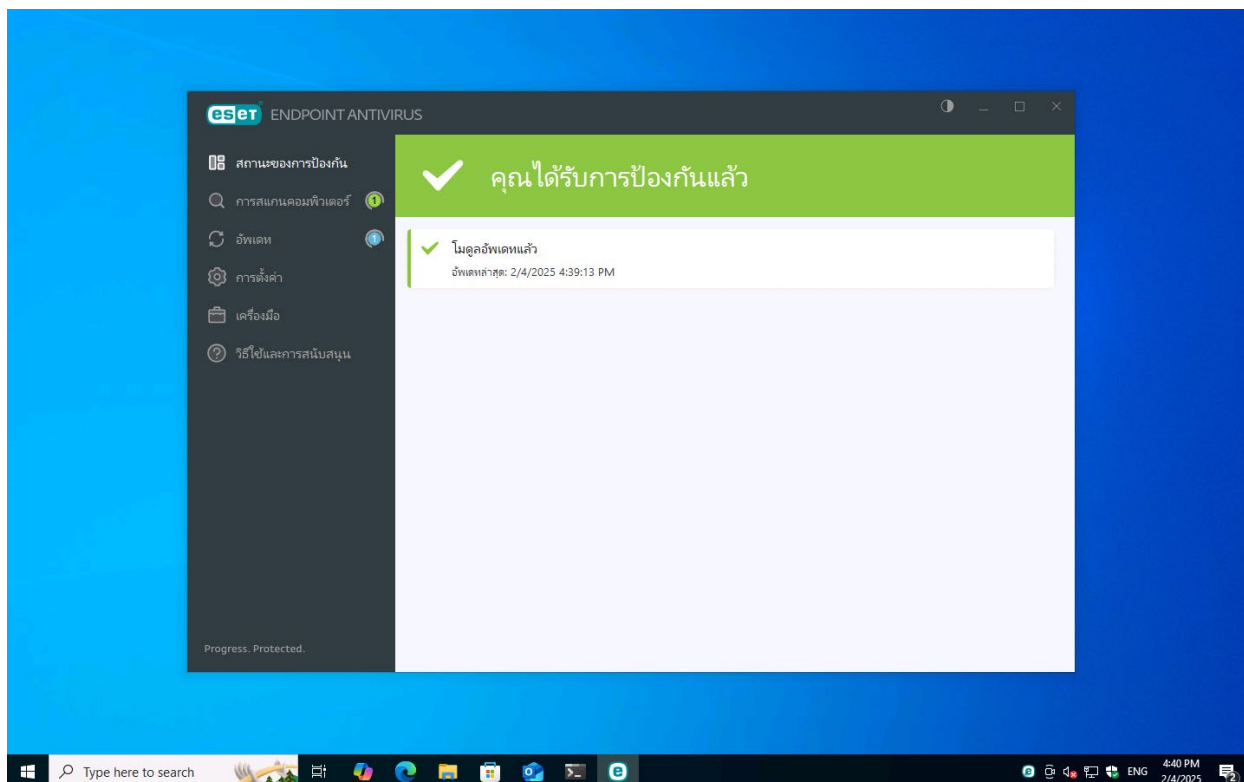 eset ENDPOINT ANTIVIRUS
สถานะของการป้องกัน
การสแกนคอมพิวเตอร์ 1
อัพเดท 1
การตั้งค่า
เครื่องมือ
วิธีใช้และการสนับสนุน
Progress. Protected.
คุณได้รับการป้องกันแล้ว
โมดูลอัพเดทแล้ว
อัพเดทล่าสุด: 2/4/2025 4:39:13 PM
Type here to search
e
e
ENG
4:40 PM
2/4/2025
2